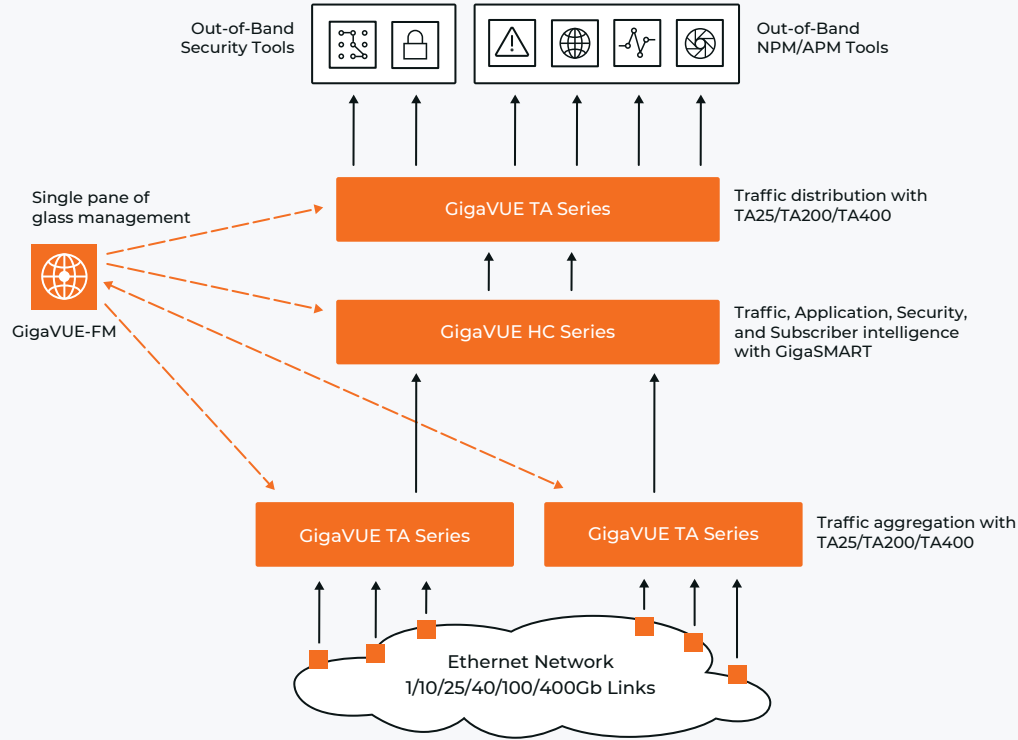 Out-of-Band
Security Tools
Out-of-Band
NPM/APM Tools
Single pane of
glass management
GigaVUE-FM
GigaVUE TA Series
Traffic distribution with
TA25/TA200/TA400
GigaVUE HC Series
Traffic, Application, Security,
and Subscriber intelligence
with GigaSMART
GigaVUE TA Series
GigaVUE TA Series
Traffic aggregation with
TA25/TA200/TA400
Ethernet Network
1/10/25/40/100/400Gb Links